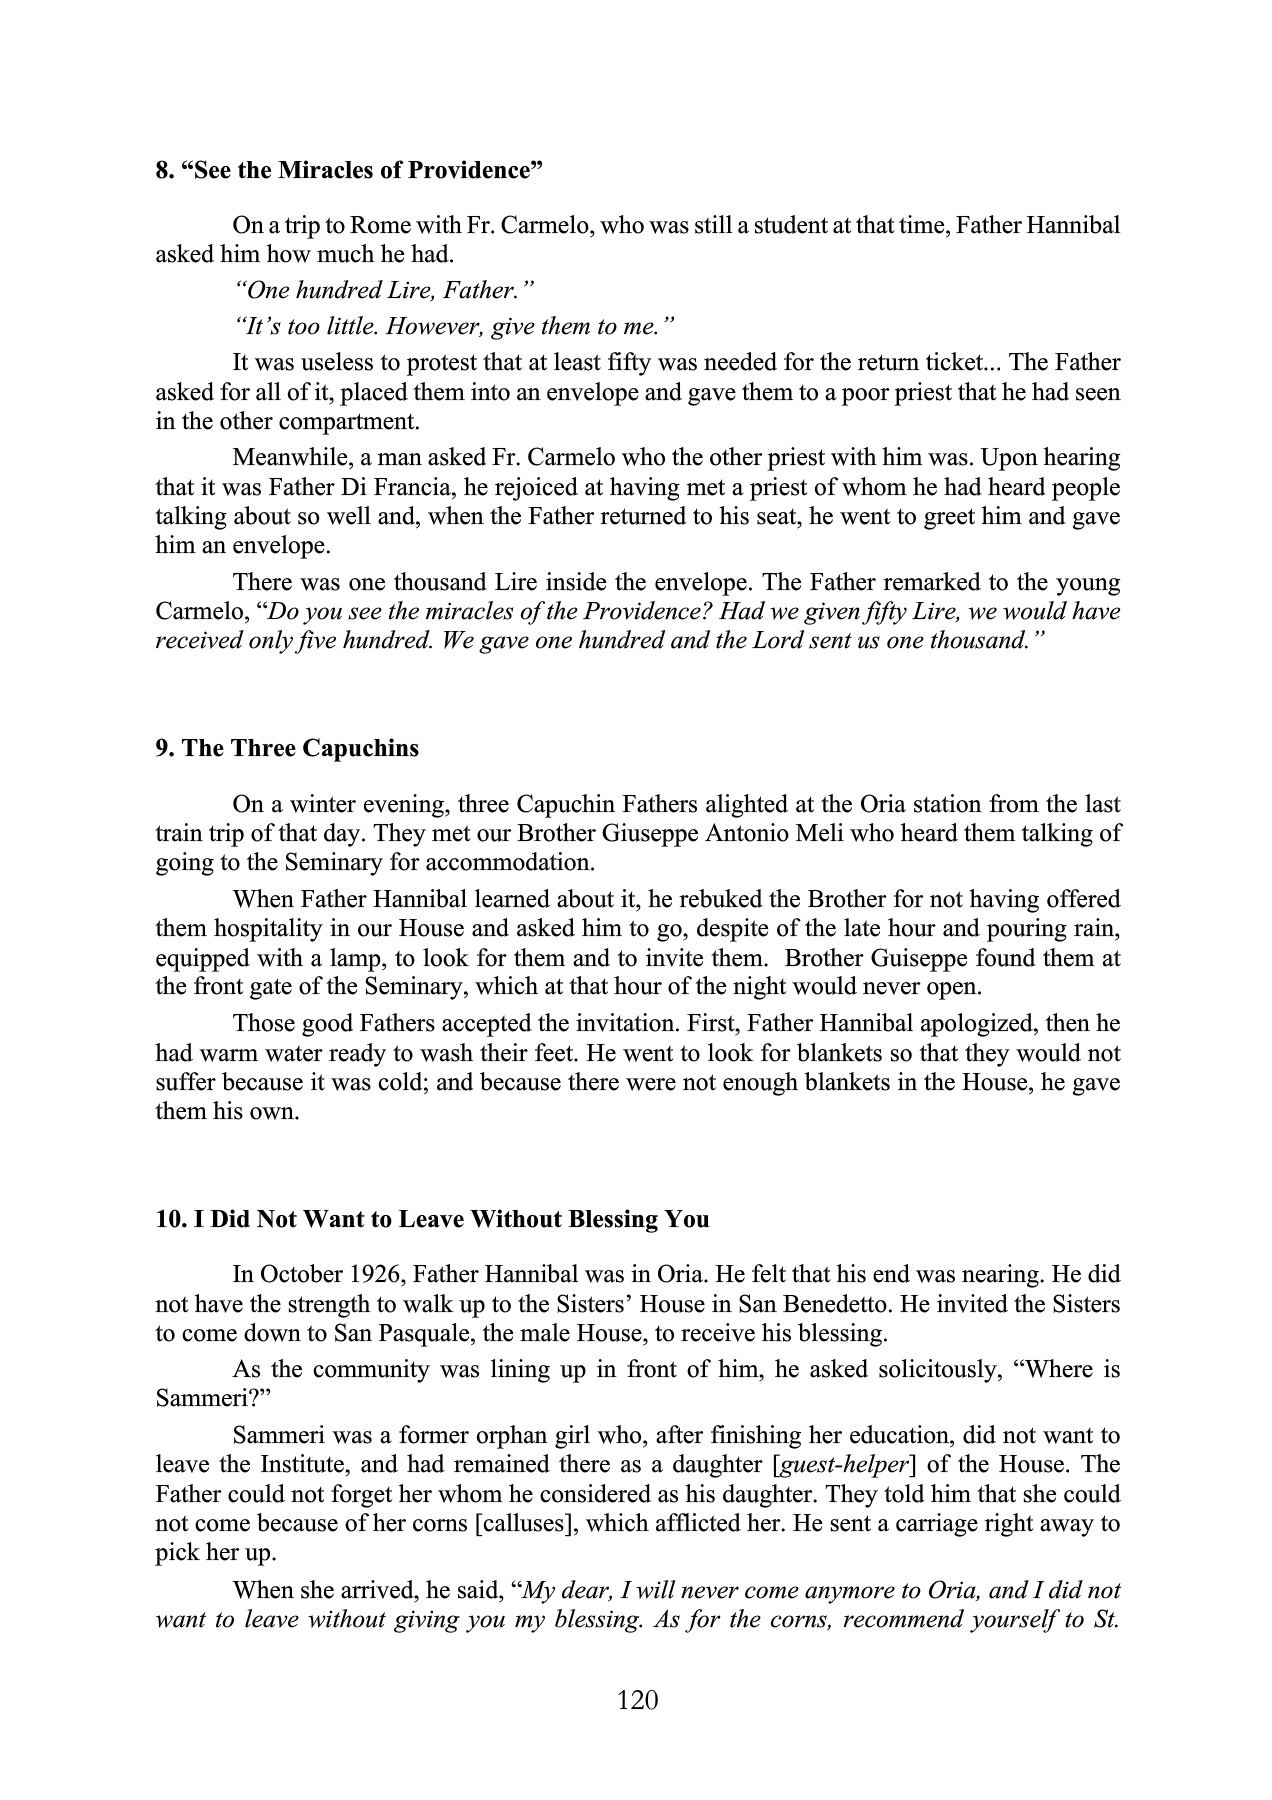 8. “See the Miracles of Providence”
On a trip to Rome with Fr. Carmelo, who was still a student at that time, Father Hannibal
asked him how much he had.
“One hundred Lire, Father.”
“It’s too little. However, give them to me.”
It was useless to protest that at least fifty was needed for the return ticket... The Father
asked for all of it, placed them into an envelope and gave them to a poor priest that he had seen
in the other compartment.
Meanwhile, a man asked Fr. Carmelo who the other priest with him was. Upon hearing
that it was Father Di Francia, he rejoiced at having met a priest of whom he had heard people
talking about so well and, when the Father returned to his seat, he went to greet him and gave
him an envelope.
There was one thousand Lire inside the envelope. The Father remarked to the young
Carmelo, “Do you see the miracles of the Providence? Had we given fifty Lire, we would have
received only five hundred. We gave one hundred and the Lord sent us one thousand.”
9. The Three Capuchins
On a winter evening, three Capuchin Fathers alighted at the Oria station from the last
train trip of that day. They met our Brother Giuseppe Antonio Meli who heard them talking of
going to the Seminary for accommodation.
When Father Hannibal learned about it, he rebuked the Brother for not having offered
them hospitality in our House and asked him to go, despite of the late hour and pouring rain,
equipped with a lamp, to look for them and to invite them.  Brother Guiseppe found them at
the front gate of the Seminary, which at that hour of the night would never open.
Those good Fathers accepted the invitation. First, Father Hannibal apologized, then he
had warm water ready to wash their feet. He went to look for blankets so that they would not
suffer because it was cold; and because there were not enough blankets in the House, he gave
them his own.
10. I Did Not Want to Leave Without Blessing You
In October 1926, Father Hannibal was in Oria. He felt that his end was nearing. He did
not have the strength to walk up to the Sisters’ House in San Benedetto. He invited the Sisters
to come down to San Pasquale, the male House, to receive his blessing.
As the community was lining up in front of him, he asked solicitously, “Where is
Sammeri?”
Sammeri was a former orphan girl who, after finishing her education, did not want to
leave the Institute, and had remained there as a daughter [guest-helper] of the House. The
Father could not forget her whom he considered as his daughter. They told him that she could
not come because of her corns [calluses], which afflicted her. He sent a carriage right away to
pick her up.
When she arrived, he said, “My dear, I will never come anymore to Oria, and I did not
want to leave without giving you my blessing. As for the corns, recommend yourself to St.
120